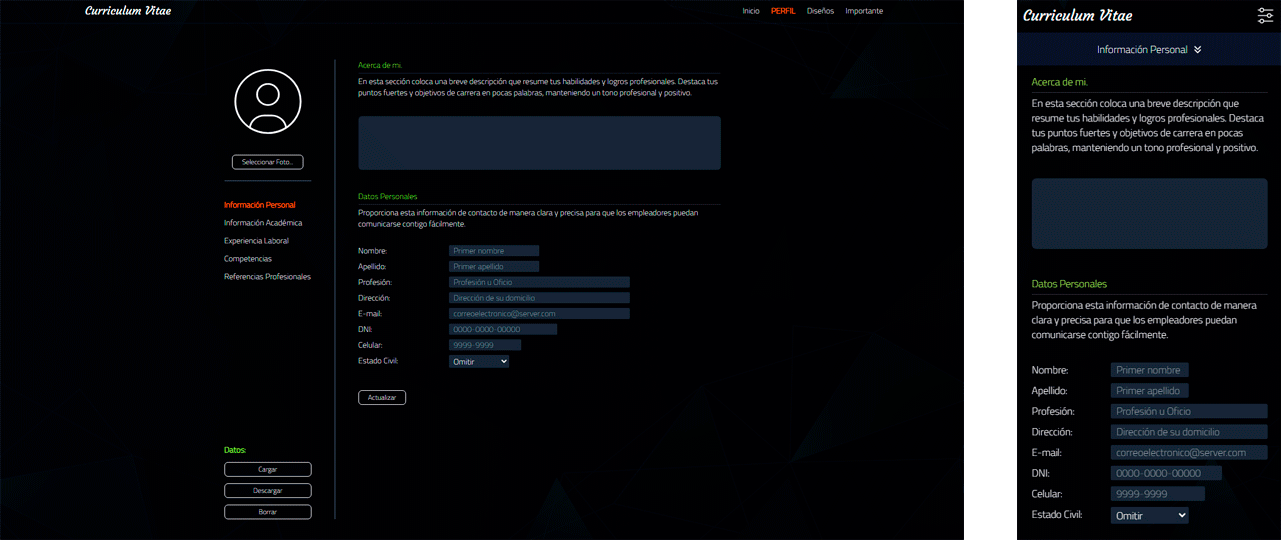 Curriculum Vitae
Inicio PERFIL Diseños Importante
Seleccionar Foto...
Información Personal
Información Académica
Experiencia Laboral
Competencias
Referencias Profesionales
Datos:
Cargar
Descargar
Borrar
Acerca de mi.
En esta sección coloca una breve descripción que resume tus habilidades y logros profesionales. Destaca tus
puntos fuertes y objetivos de carrera en pocas palabras, manteniendo un tono profesional y positivo.
Datos Personales
Proporciona esta información de contacto de manera clara y precisa para que los empleadores puedan
comunicarse contigo fácilmente.
Nombre: Primer nombre
Apellido: Primer apellido
Profesión: Profesión u Oficio
Dirección: Dirección de su domicilio
E-mail: correoelectronico@server.com
DNI: 0000-0000-00000
Celular: 9999-9999
Estado Civil: Omitir
Actualizar
Curriculum Vitae
Información Personal
Acerca de mi.
En esta sección coloca una breve descripción que
resume tus habilidades y logros profesionales. Destaca
tus puntos fuertes y objetivos de carrera en pocas
palabras, manteniendo un tono profesional y positivo.
Datos Personales
Proporciona esta información de contacto de manera
clara y precisa para que los empleadores puedan
comunicarse contigo fácilmente.
Nombre: Primer nombre
Apellido: Primer apellido
Profesión: Profesión u Oficio
Dirección: Dirección de su domicilio
E-mail: correoelectronico@server.com
DNI: 0000-0000-00000
Celular: 9999-9999
Estado Civil: Omitir